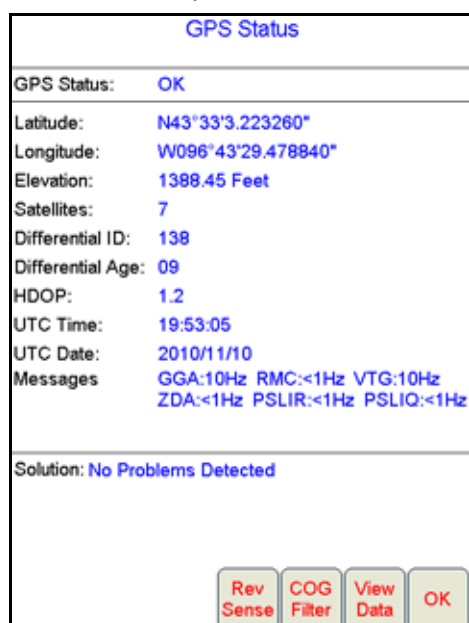 GPS Status
GPS Status: OK
Latitude: N43°33'3.223260"
Longitude: W096°43'29.478840"
Elevation: 1388.45 Feet
Satellites: 7
Differential ID: 138
Differential Age: 09
HDOP: 1.2
UTC Time: 19:53:05
UTC Date: 2010/11/10
Messages GGA:10Hz RMC:<1Hz VTG:10Hz
ZDA:<1Hz PSLIR:<1Hz PSLIQ:<1Hz
Solution: No Problems Detected
Rev Sense
COG Filter
View Data
OK